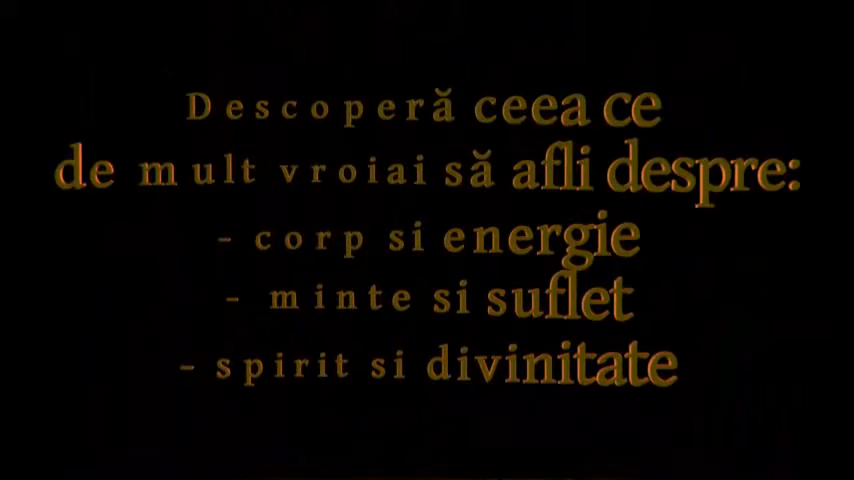 Descoperă ceea ce
de mult vroiai să afli despre:
- corp si energie
- minte si suflet
- spirit si divinitate